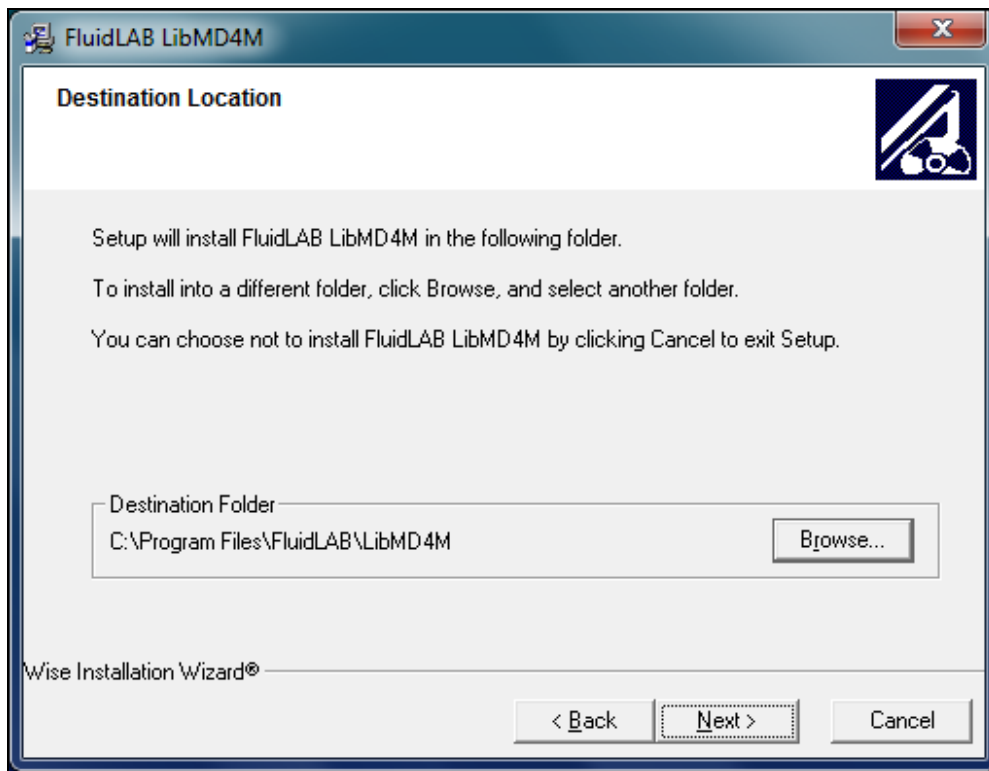 FluidLAB LibMD4M
Destination Location
Setup will install FluidLAB LibMD4M in the following folder.
To install into a different folder, click Browse, and select another folder.
You can choose not to install FluidLAB LibMD4M by clicking Cancel to exit Setup.
Destination Folder
C:\Program Files\FluidLAB\LibMD4M
Browse...
Wise Installation Wizard®
< Back
Next >
Cancel